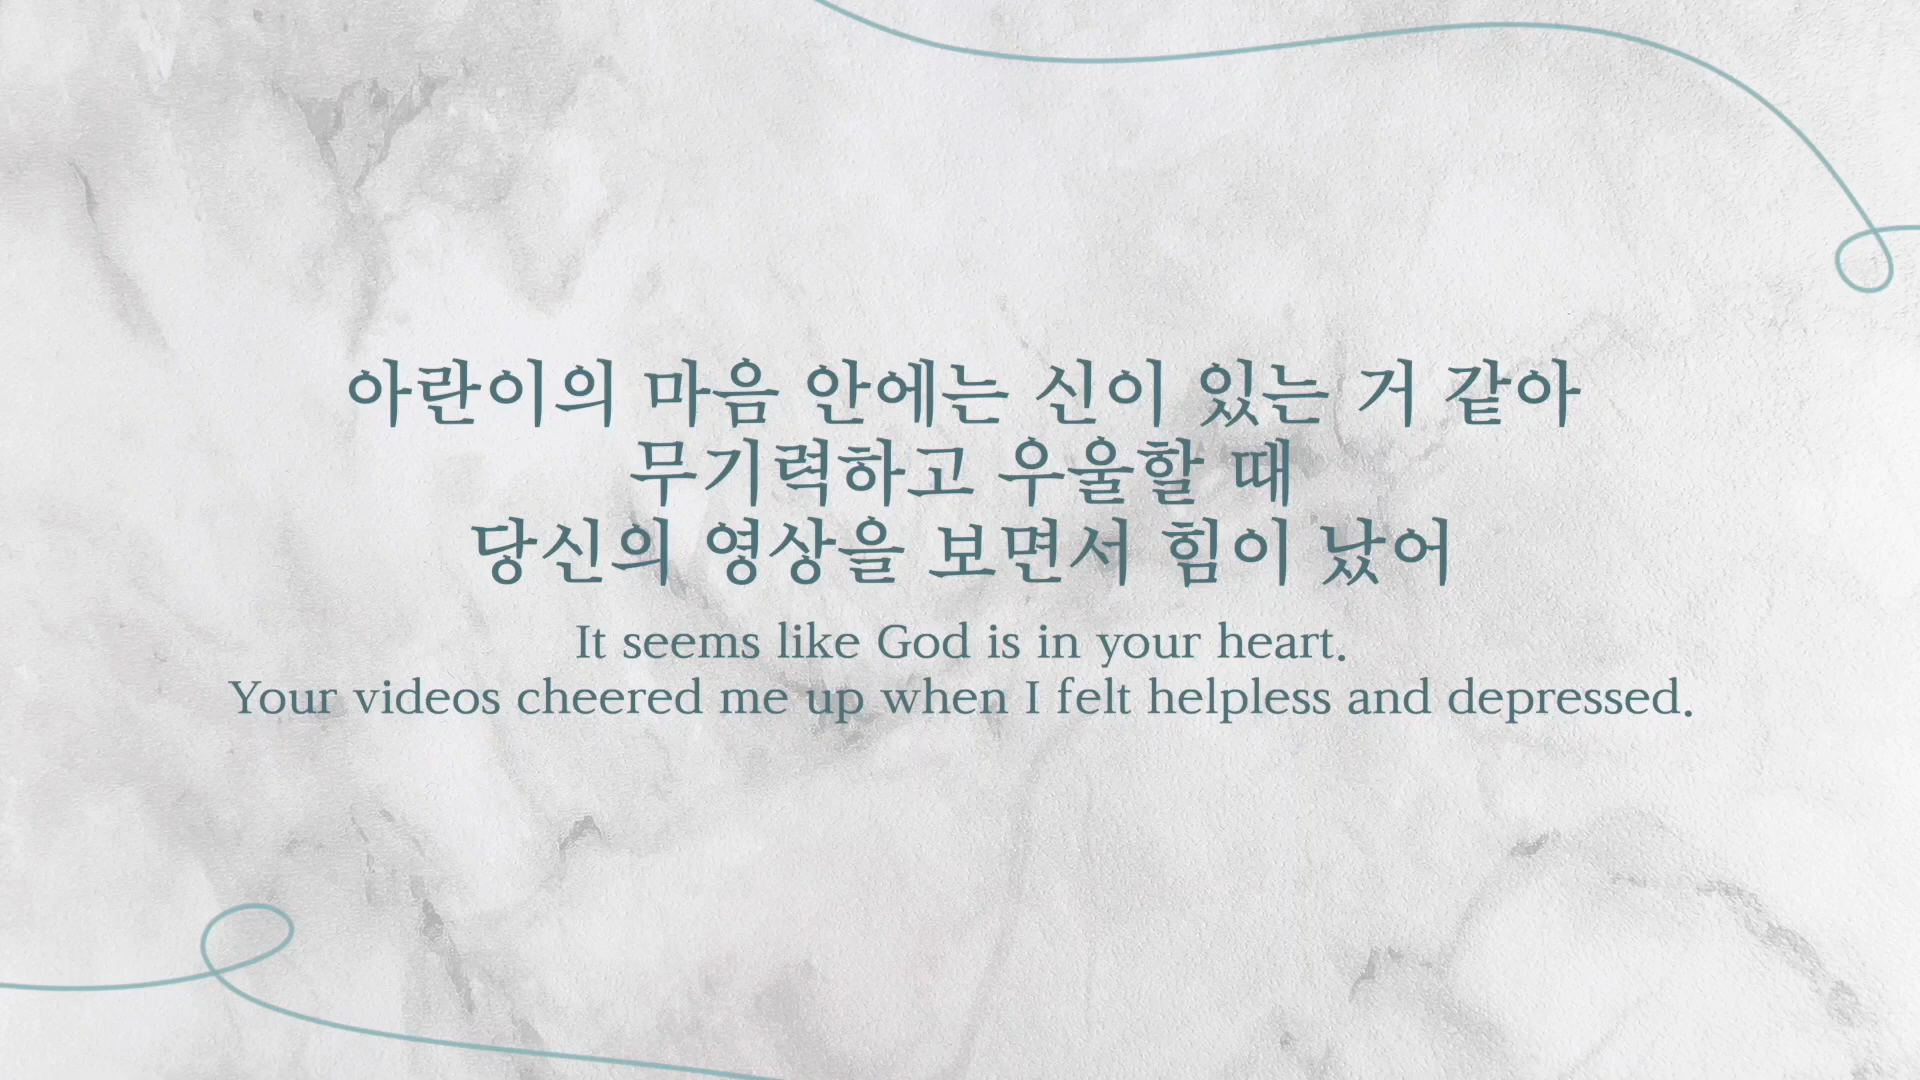 아란이의 마음 안에는 신이 있는 거 같아
무기력하고 우울할 때
당신의 영상을 보면서 힘이 났어
It seems like God is in your heart.
Your videos cheered me up when I felt helpless and depressed.